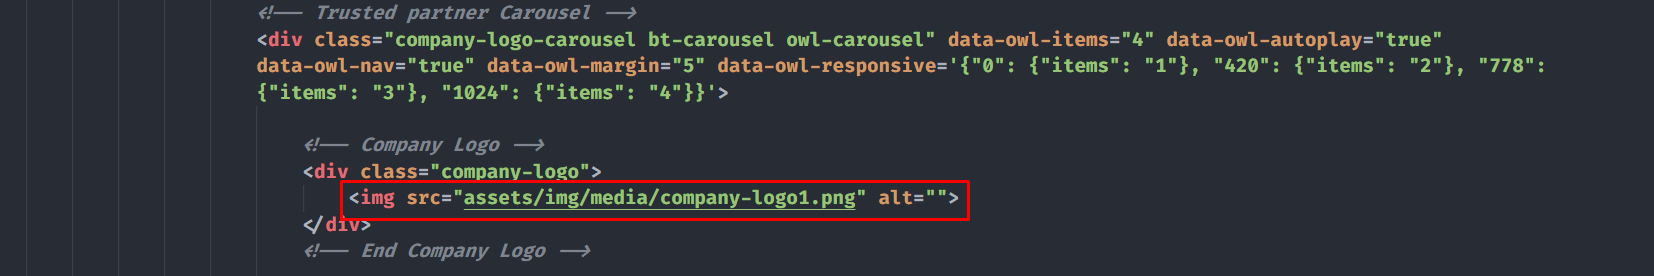 <!-- Trusted partner Carousel -->
<div class="company-logo-carousel bt-carousel owl-carousel" data-owl-items="4" data-owl-autoplay="true"
data-owl-nav="true" data-owl-margin="5" data-owl-responsive='{"0": {"items": "1"}, "420": {"items": "2"}, "778":
{"items": "3"}, "1024": {"items": "4"}}'>
<!-- Company Logo -->
<div class="company-logo">
<img src="assets/img/media/company-logo1.png" alt="">
</div>
<!-- End Company Logo -->